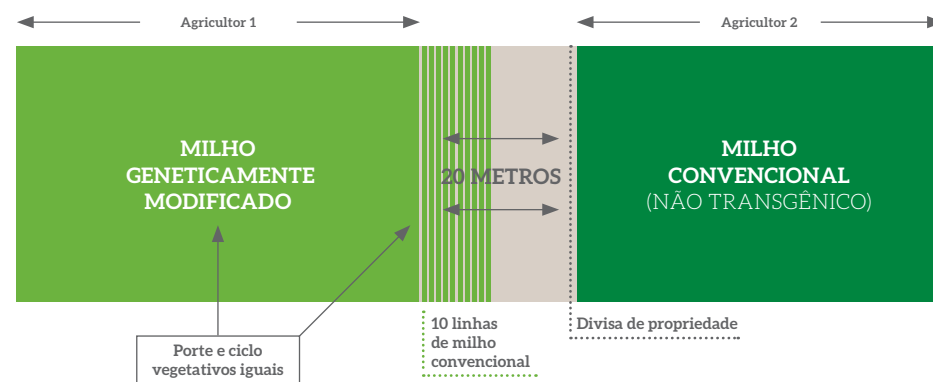 Agricultor 1
Agricultor 2
MILHO
GENETICAMENTE
MODIFICADO
20 METROS
MILHO
CONVENCIONAL
(NÃO TRANSGÊNICO)
10 linhas
de milho
convencional
Divisa de propriedade
Porte e ciclo
vegetativos iguais